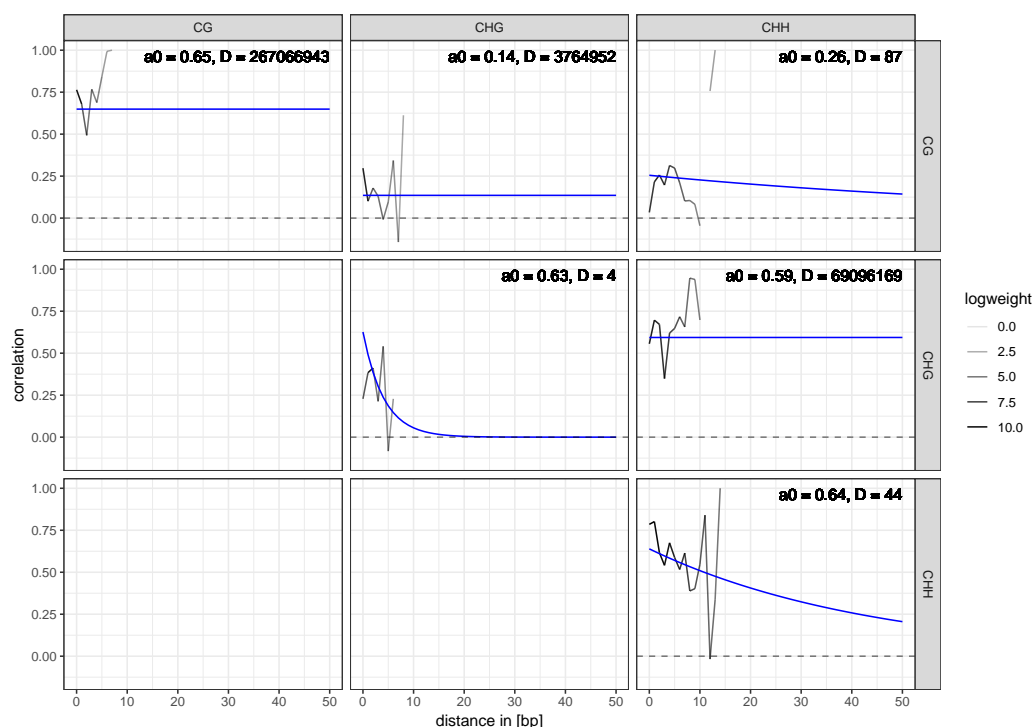 CG
CHG
CHH
a0 = 0.65, D = 267066943
a0 = 0.14, D = 3764952
a0 = 0.26, D = 87
CG
1.00
0.75
0.50
0.25
0.00
a0 = 0.63, D = 4
a0 = 0.59, D = 69096169
CHG
1.00
0.75
0.50
0.25
0.00
correlation
a0 = 0.64, D = 44
CHH
1.00
0.75
0.50
0.25
0.00
0 10 20 30 40 50
0 10 20 30 40 50
0 10 20 30 40 50
distance in [bp]
logweight
0.0
2.5
5.0
7.5
10.0